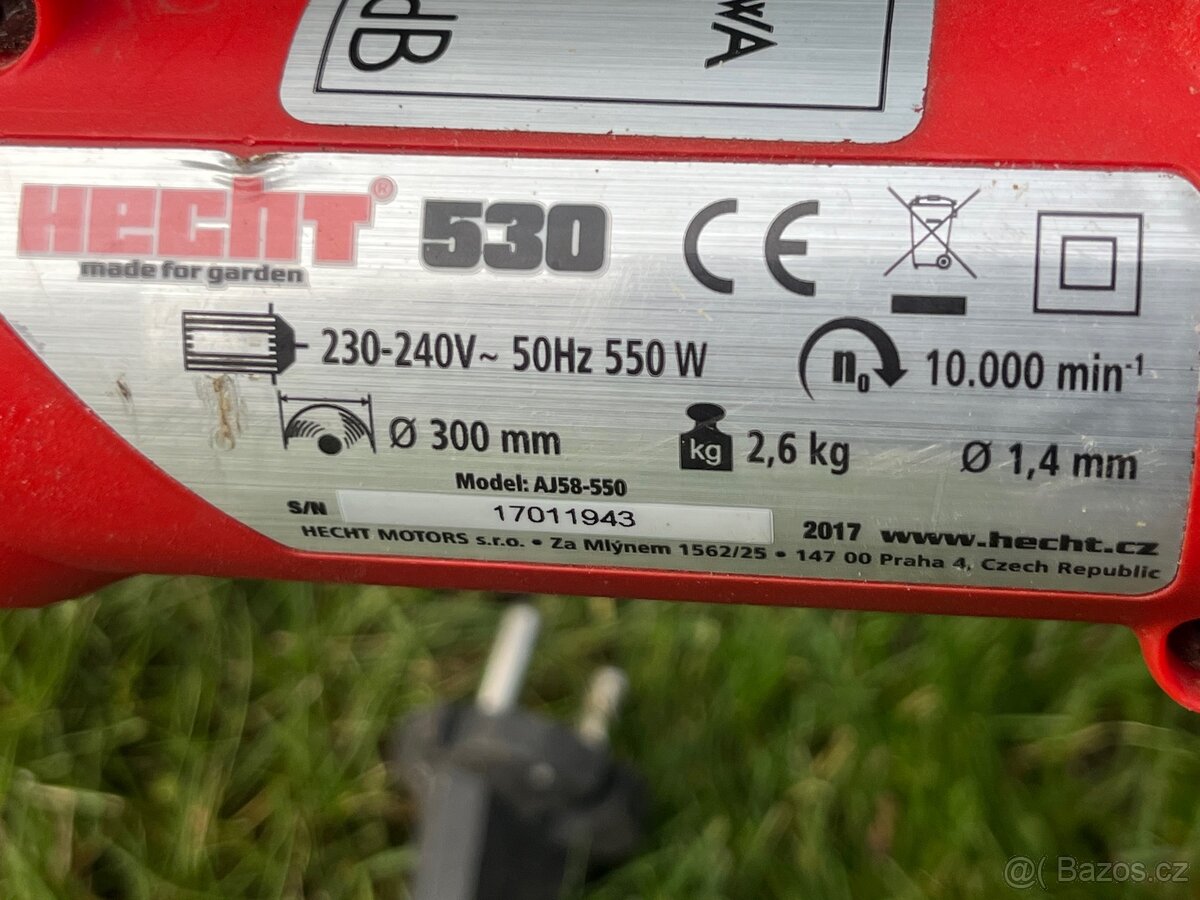 dB
WA
HECHT® 530 CE
made for garden
230-240V~ 50Hz 550 W n₀ 10.000 min⁻¹
Ø 300 mm kg 2,6 kg Ø 1,4 mm
Model: AJ58-550
S/N 17011943 2017 www.hecht.cz
HECHT MOTORS s.r.o. • Za Mlýnem 1562/25 • 147 00 Praha 4, Czech Republic
@( Bazos.cz